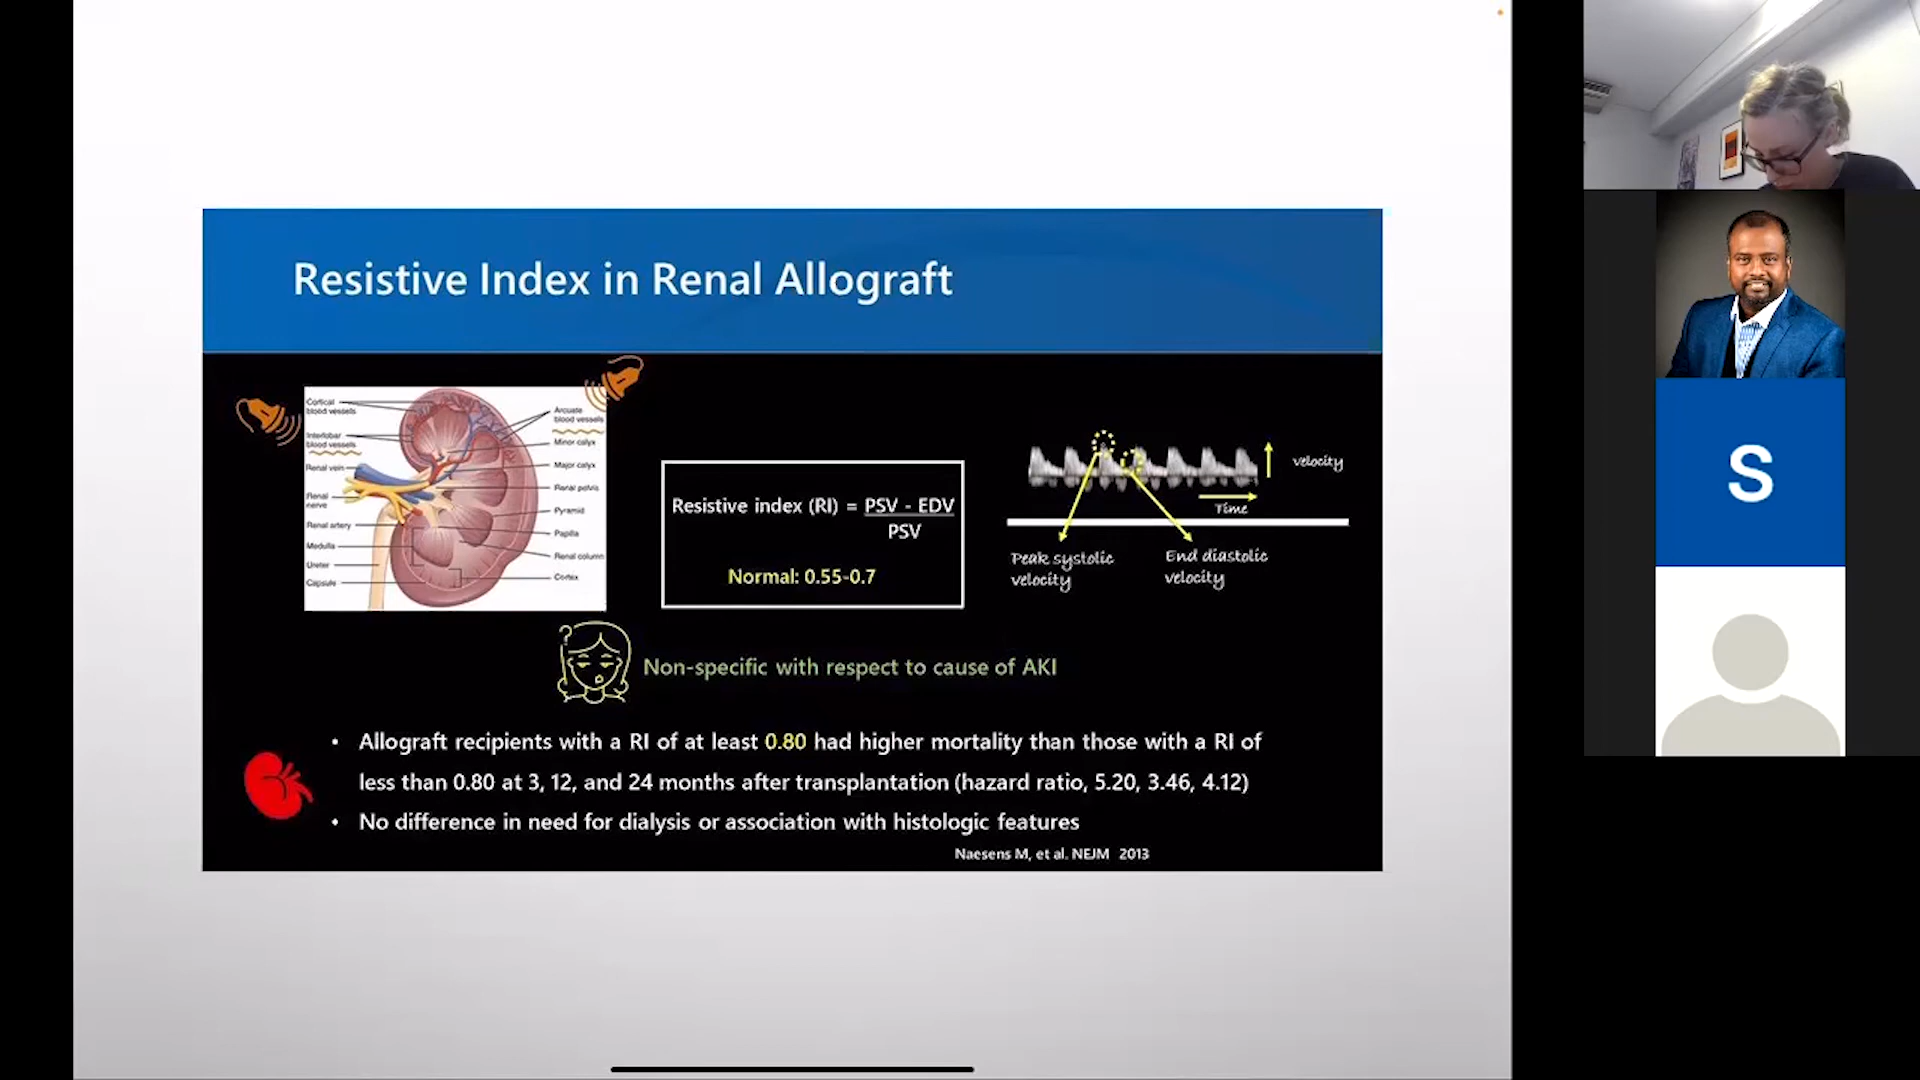 Resistive Index in Renal Allograft
Cortical
blood vessels
Interlobar
blood vessels
Renal vein
Renal
nerve
Renal artery
Medulla
Ureter
Capsule
Arcuate
blood vessels
Minor calyx
Major calyx
Renal pelvis
Pyramid
Papilla
Renal column
Cortex
Resistive index (RI) = PSV - EDV
PSV
Normal: 0.55-0.7
velocity
Time
Peak systolic
velocity
End diastolic
velocity
?
Non-specific with respect to cause of AKI
• Allograft recipients with a RI of at least 0.80 had higher mortality than those with a RI of
less than 0.80 at 3, 12, and 24 months after transplantation (hazard ratio, 5.20, 3.46, 4.12)
• No difference in need for dialysis or association with histologic features
Naesens M, et al. NEJM 2013
S